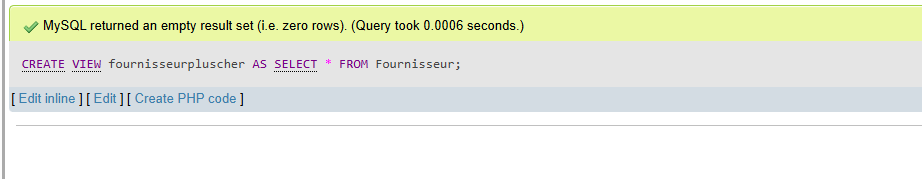 MySQL returned an empty result set (i.e. zero rows). (Query took 0.0006 seconds.)
CREATE VIEW fournisseurpluscher AS SELECT * FROM Fournisseur;
[ Edit inline ] [ Edit ] [ Create PHP code ]